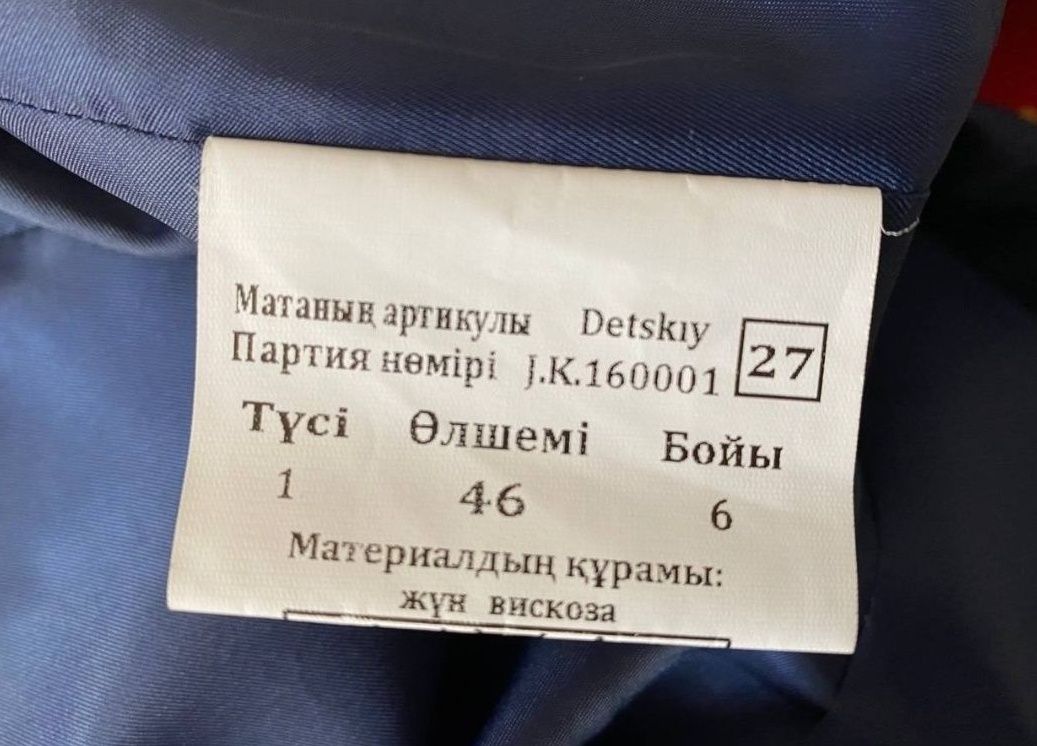 Матаның артикулы Detskıy
Партия нөмірі J.K.160001 27
Түсі Өлшемі Бойы
1 46 6
Материалдың құрамы:
жүн вискоза